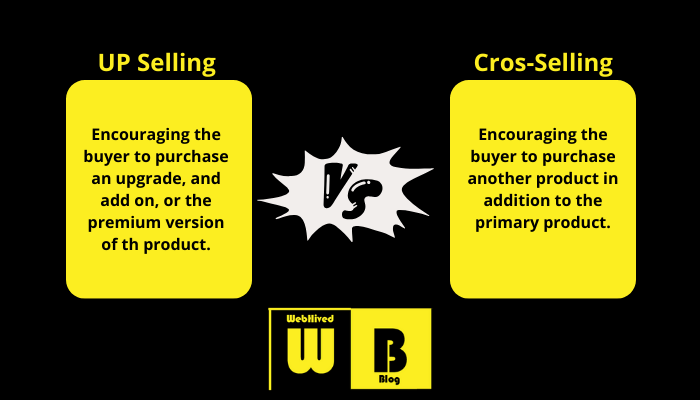 UP Selling
Encouraging the
buyer to purchase
an upgrade, and
add on, or the
premium version
of th product.
VS
Cros-Selling
Encouraging the
buyer to purchase
another product in
addition to the
primary product.
WebHived
W
B
Blog